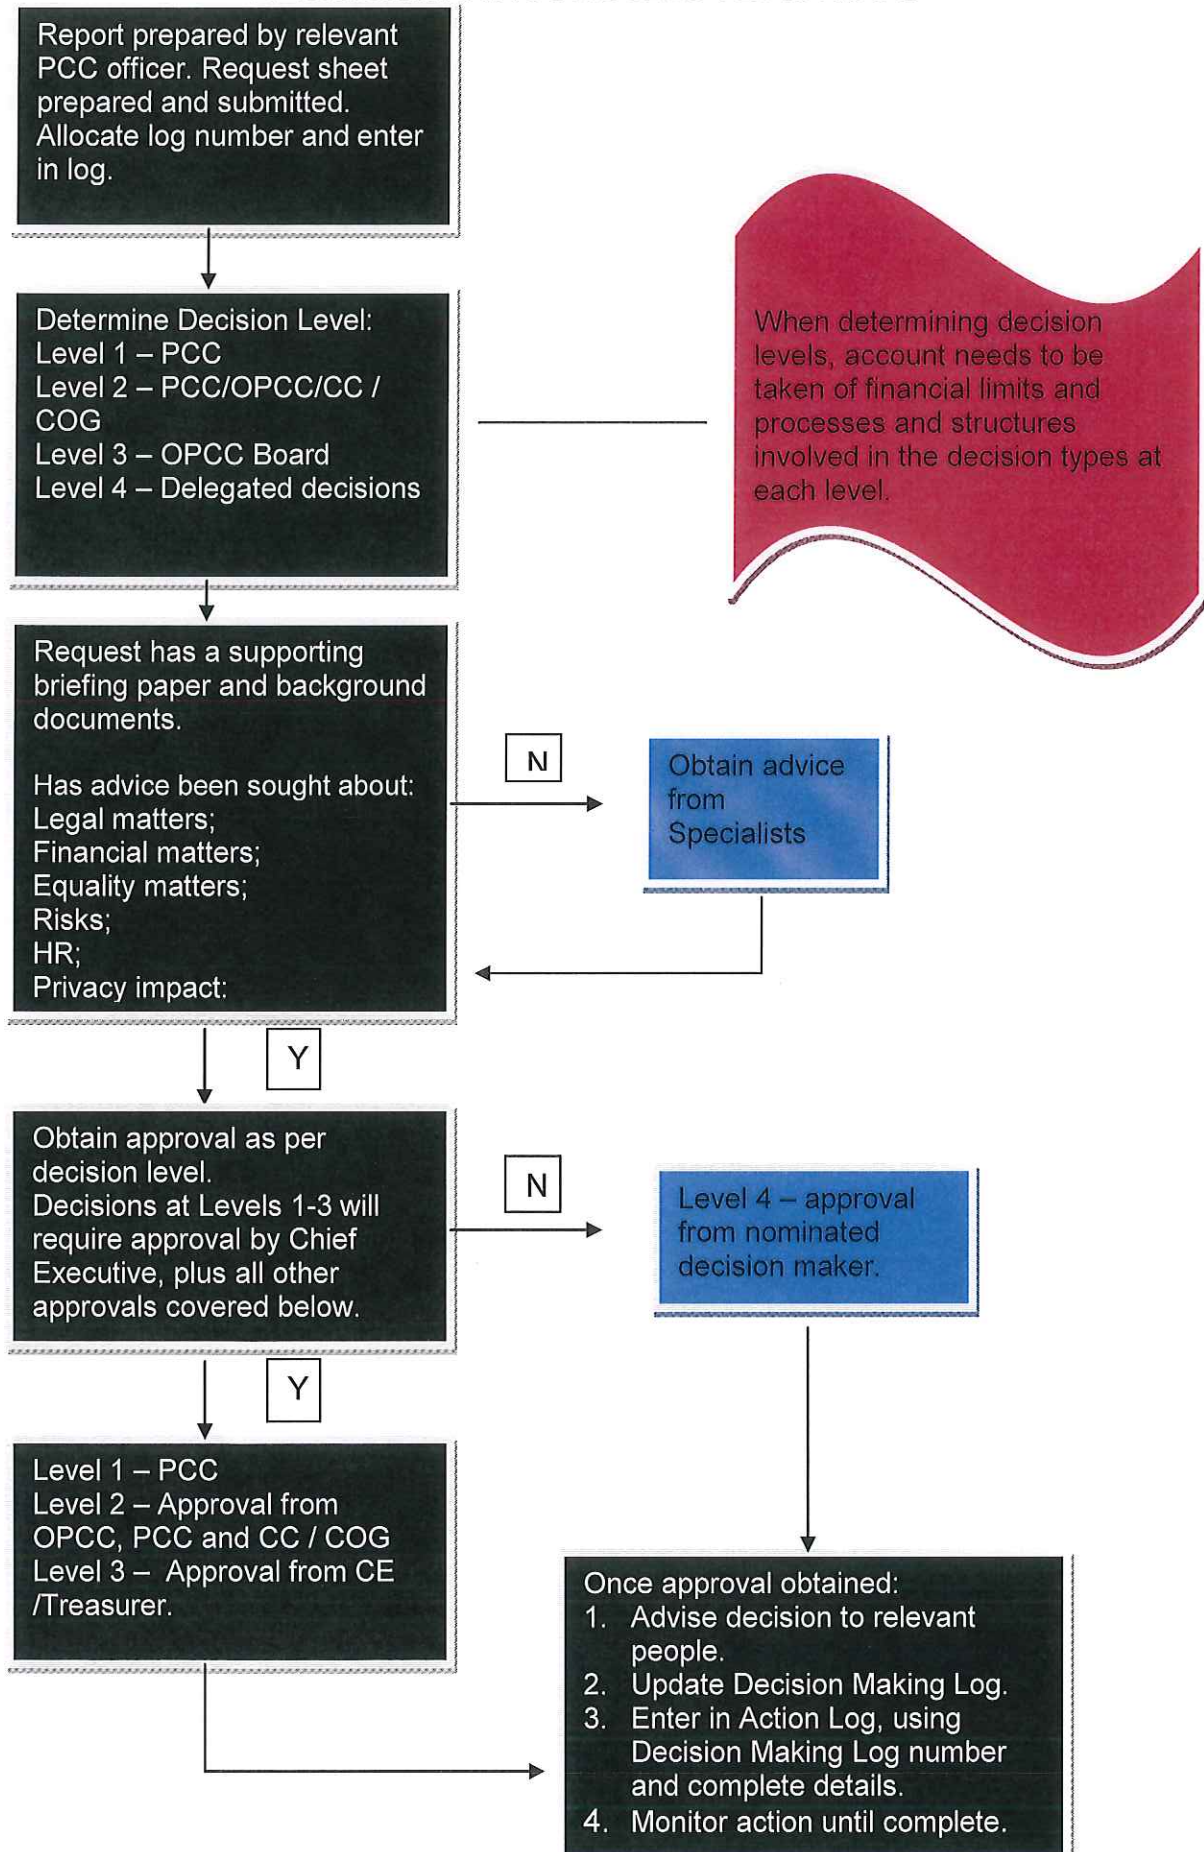 Report prepared by relevant
PCC officer. Request sheet
prepared and submitted.
Allocate log number and enter
in log.
Determine Decision Level:
Level 1 – PCC
Level 2 – PCC/OPCC/CC /
COG
Level 3 – OPCC Board
Level 4 – Delegated decisions
When determining decision
levels, account needs to be
taken of financial limits and
processes and structures
involved in the decision types at
each level.
Request has a supporting
briefing paper and background
documents.
Has advice been sought about:
Legal matters;
Financial matters;
Equality matters;
Risks;
HR;
Privacy impact:
N
Obtain advice
from
Specialists
Y
Obtain approval as per
decision level.
Decisions at Levels 1-3 will
require approval by Chief
Executive, plus all other
approvals covered below.
N
Level 4 – approval
from nominated
decision maker.
Y
Level 1 – PCC
Level 2 – Approval from
OPCC, PCC and CC / COG
Level 3 – Approval from CE
/Treasurer.
Once approval obtained:
1. Advise decision to relevant
people.
2. Update Decision Making Log.
3. Enter in Action Log, using
Decision Making Log number
and complete details.
4. Monitor action until complete.